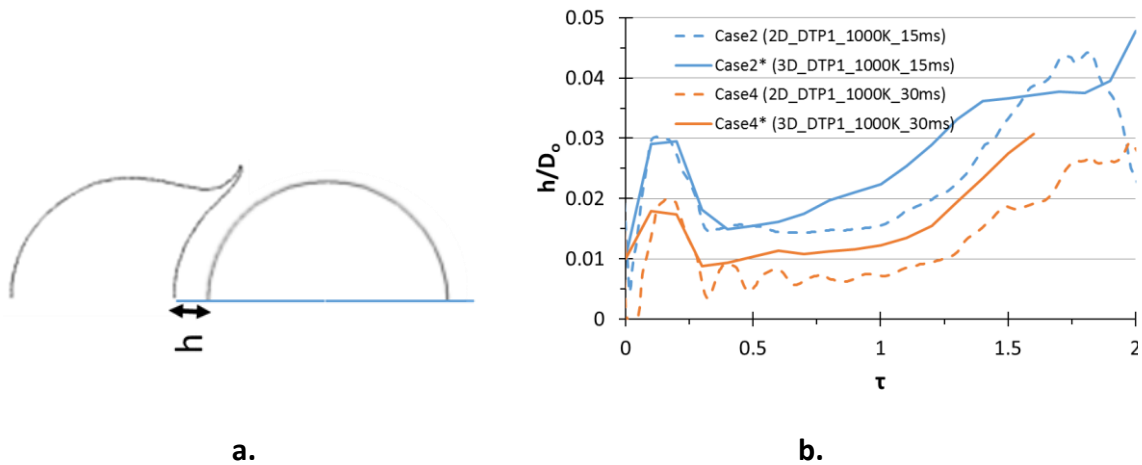 h
0.05
0.04
0.03
0.02
0.01
0
h/Dₒ
Case2 (2D_DTP1_1000K_15ms)
Case2* (3D_DTP1_1000K_15ms)
Case4 (2D_DTP1_1000K_30ms)
Case4* (3D_DTP1_1000K_30ms)
0 0.5 1 1.5 2
τ
a. b.